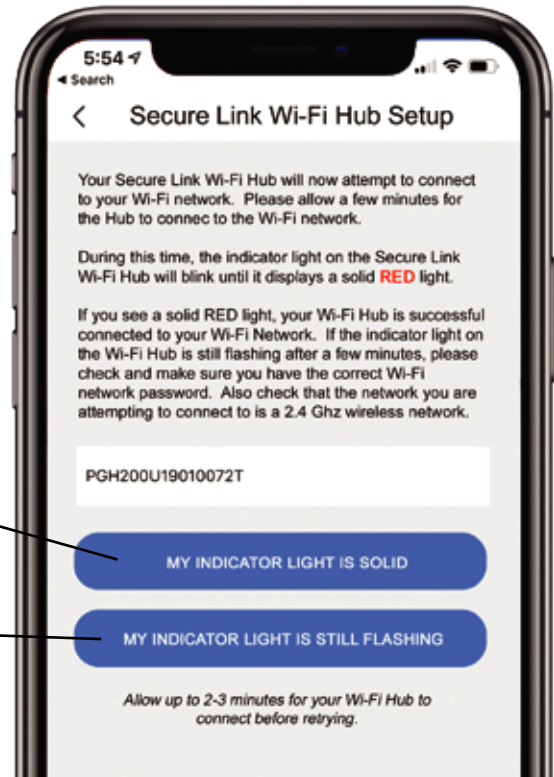 5:54
◀ Search
< Secure Link Wi-Fi Hub Setup
Your Secure Link Wi-Fi Hub will now attempt to connect
to your Wi-Fi network. Please allow a few minutes for
the Hub to connec to the Wi-Fi network.
During this time, the indicator light on the Secure Link
Wi-Fi Hub will blink until it displays a solid RED light.
If you see a solid RED light, your Wi-Fi Hub is successful
connected to your Wi-Fi Network. If the indicator light on
the Wi-Fi Hub is still flashing after a few minutes, please
check and make sure you have the correct Wi-Fi
network password. Also check that the network you are
attempting to connect to is a 2.4 Ghz wireless network.
PGH200U19010072T
MY INDICATOR LIGHT IS SOLID
MY INDICATOR LIGHT IS STILL FLASHING
Allow up to 2-3 minutes for your Wi-Fi Hub to
connect before retrying.